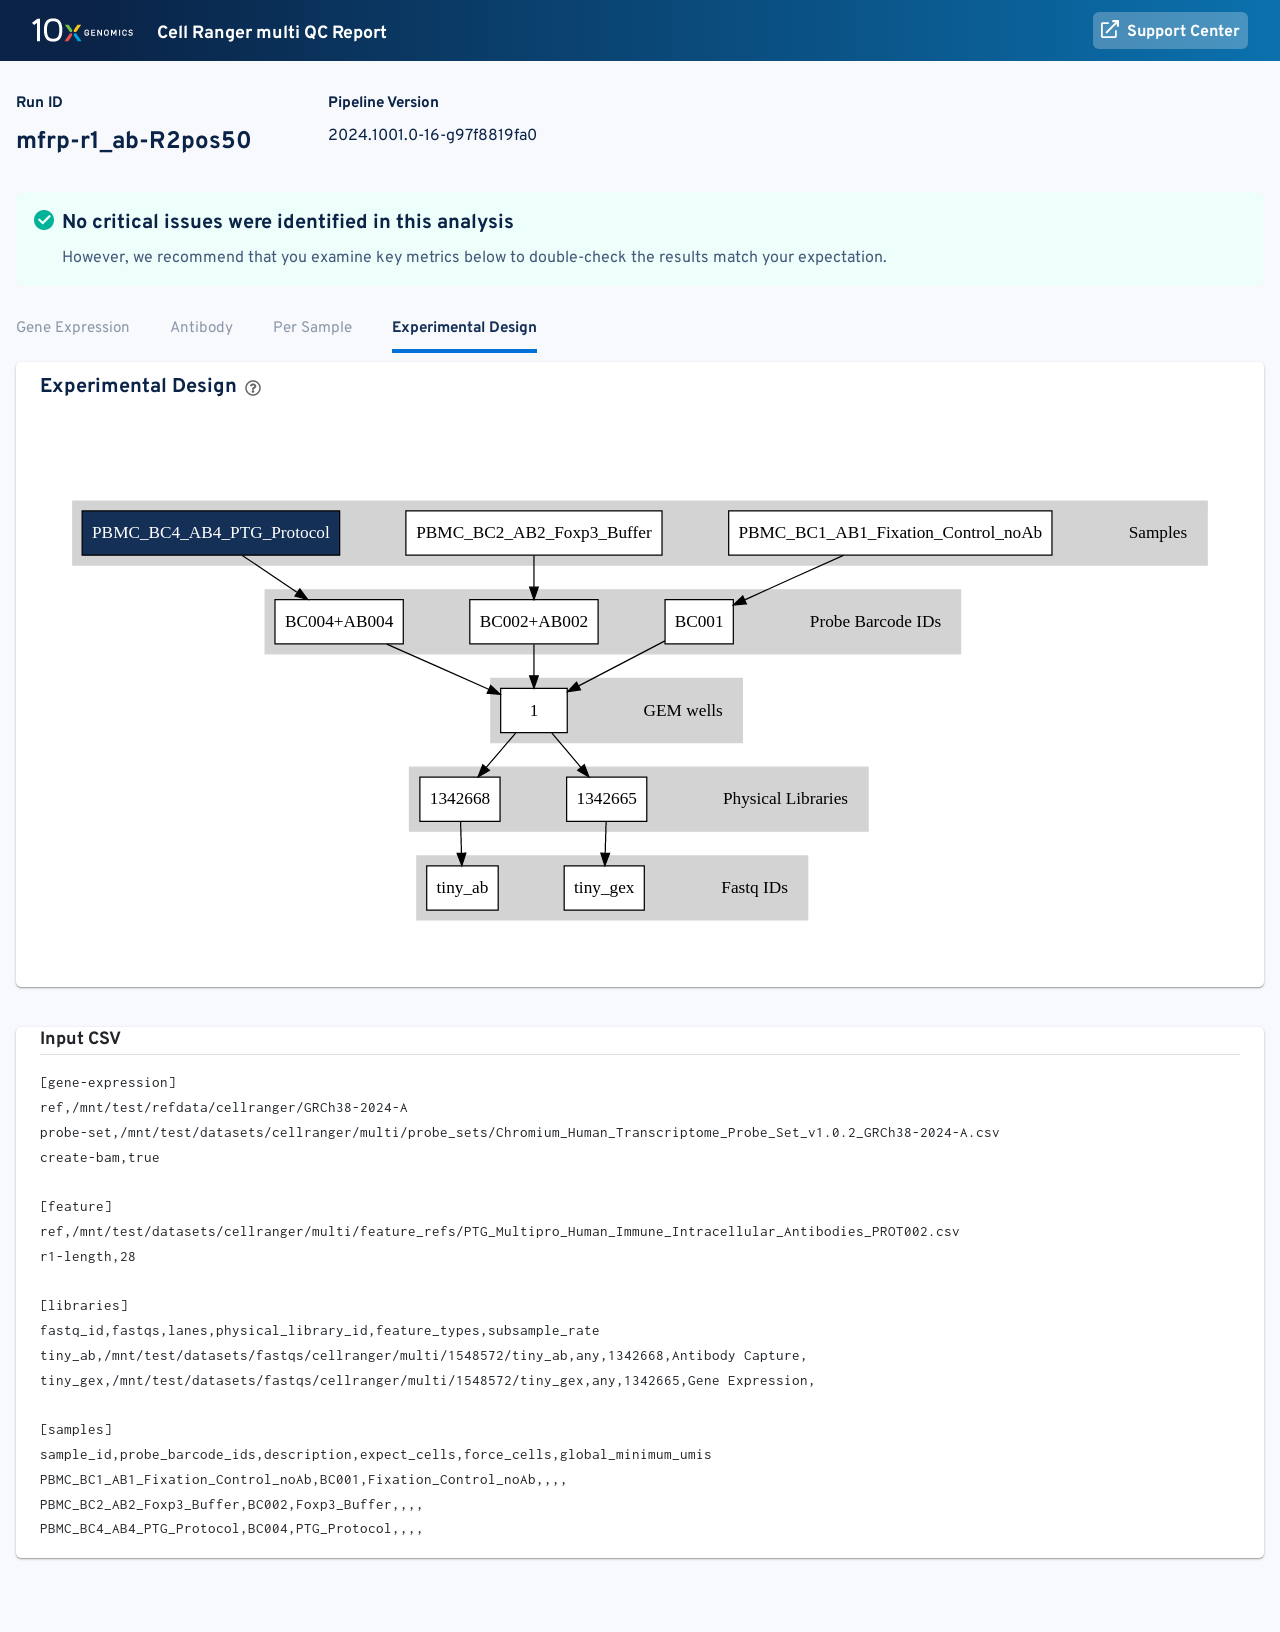 10X GENOMICS Cell Ranger multi QC Report Support Center
Run ID Pipeline Version
mfrp-r1_ab-R2pos50 2024.1001.0-16-g97f8819fa0
No critical issues were identified in this analysis
However, we recommend that you examine key metrics below to double-check the results match your expectation.
Gene Expression Antibody Per Sample Experimental Design
Experimental Design ?
PBMC_BC4_AB4_PTG_Protocol PBMC_BC2_AB2_Foxp3_Buffer PBMC_BC1_AB1_Fixation_Control_noAb Samples
BC004+AB004 BC002+AB002 BC001 Probe Barcode IDs
1 GEM wells
1342668 1342665 Physical Libraries
tiny_ab tiny_gex Fastq IDs
Input CSV
[gene-expression]
ref,/mnt/test/refdata/cellranger/GRCh38-2024-A
probe-set,/mnt/test/datasets/cellranger/multi/probe_sets/Chromium_Human_Transcriptome_Probe_Set_v1.0.2_GRCh38-2024-A.csv
create-bam,true
[feature]
ref,/mnt/test/datasets/cellranger/multi/feature_refs/PTG_Multipro_Human_Immune_Intracellular_Antibodies_PROT002.csv
r1-length,28
[libraries]
fastq_id,fastqs,lanes,physical_library_id,feature_types,subsample_rate
tiny_ab,/mnt/test/datasets/fastqs/cellranger/multi/1548572/tiny_ab,any,1342668,Antibody Capture,
tiny_gex,/mnt/test/datasets/fastqs/cellranger/multi/1548572/tiny_gex,any,1342665,Gene Expression,
[samples]
sample_id,probe_barcode_ids,description,expect_cells,force_cells,global_minimum_umis
PBMC_BC1_AB1_Fixation_Control_noAb,BC001,Fixation_Control_noAb,,,,
PBMC_BC2_AB2_Foxp3_Buffer,BC002,Foxp3_Buffer,,,,
PBMC_BC4_AB4_PTG_Protocol,BC004,PTG_Protocol,,,,